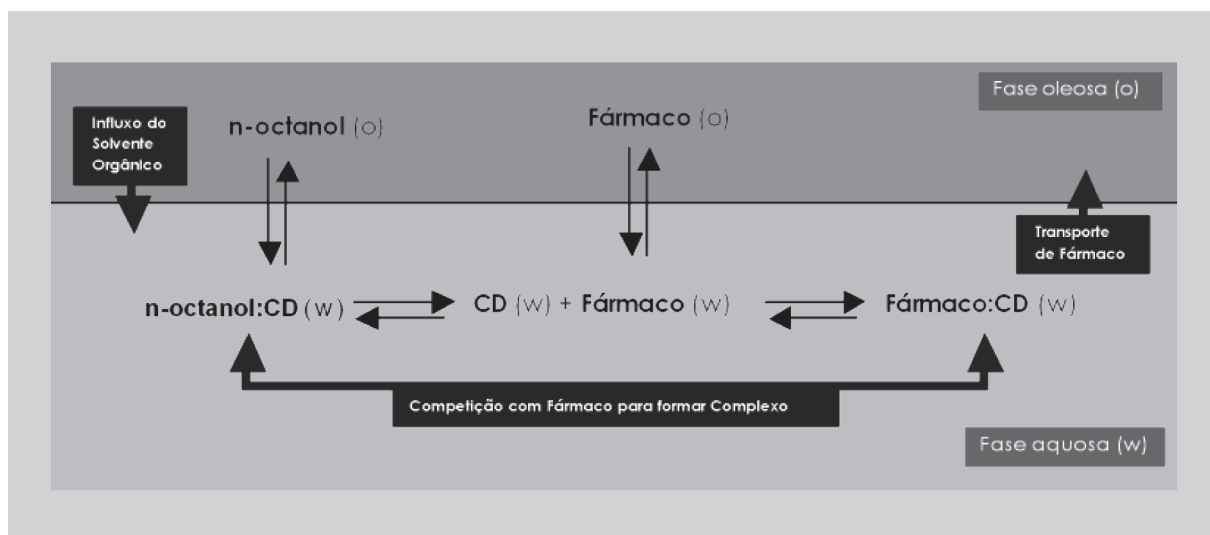 Fase oleosa (o)
Influxo do
Solvente
Orgânico
n-octanol (o)
Fármaco (o)
Transporte
de Fármaco
n-octanol:CD (w)
CD (w) + Fármaco (w)
Fármaco:CD (w)
Competição com Fármaco para formar Complexo
Fase aquosa (w)